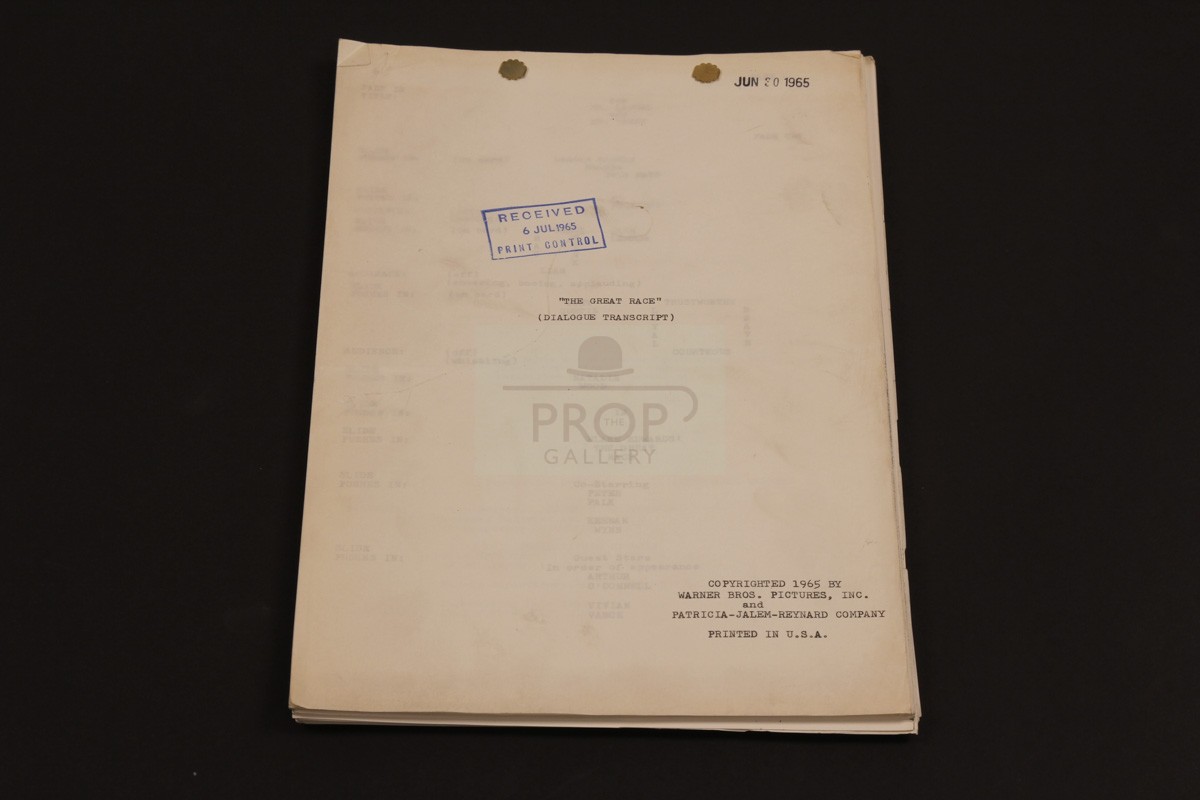 JUN 30 1965
RECEIVED
6 JUL 1965
PRINT CONTROL
"THE GREAT RACE"
(DIALOGUE TRANSCRIPT)
THE
PROP
GALLERY
COPYRIGHTED 1965 BY
WARNER BROS. PICTURES, INC.
and
PATRICIA-JALEM-REYNARD COMPANY
PRINTED IN U.S.A.